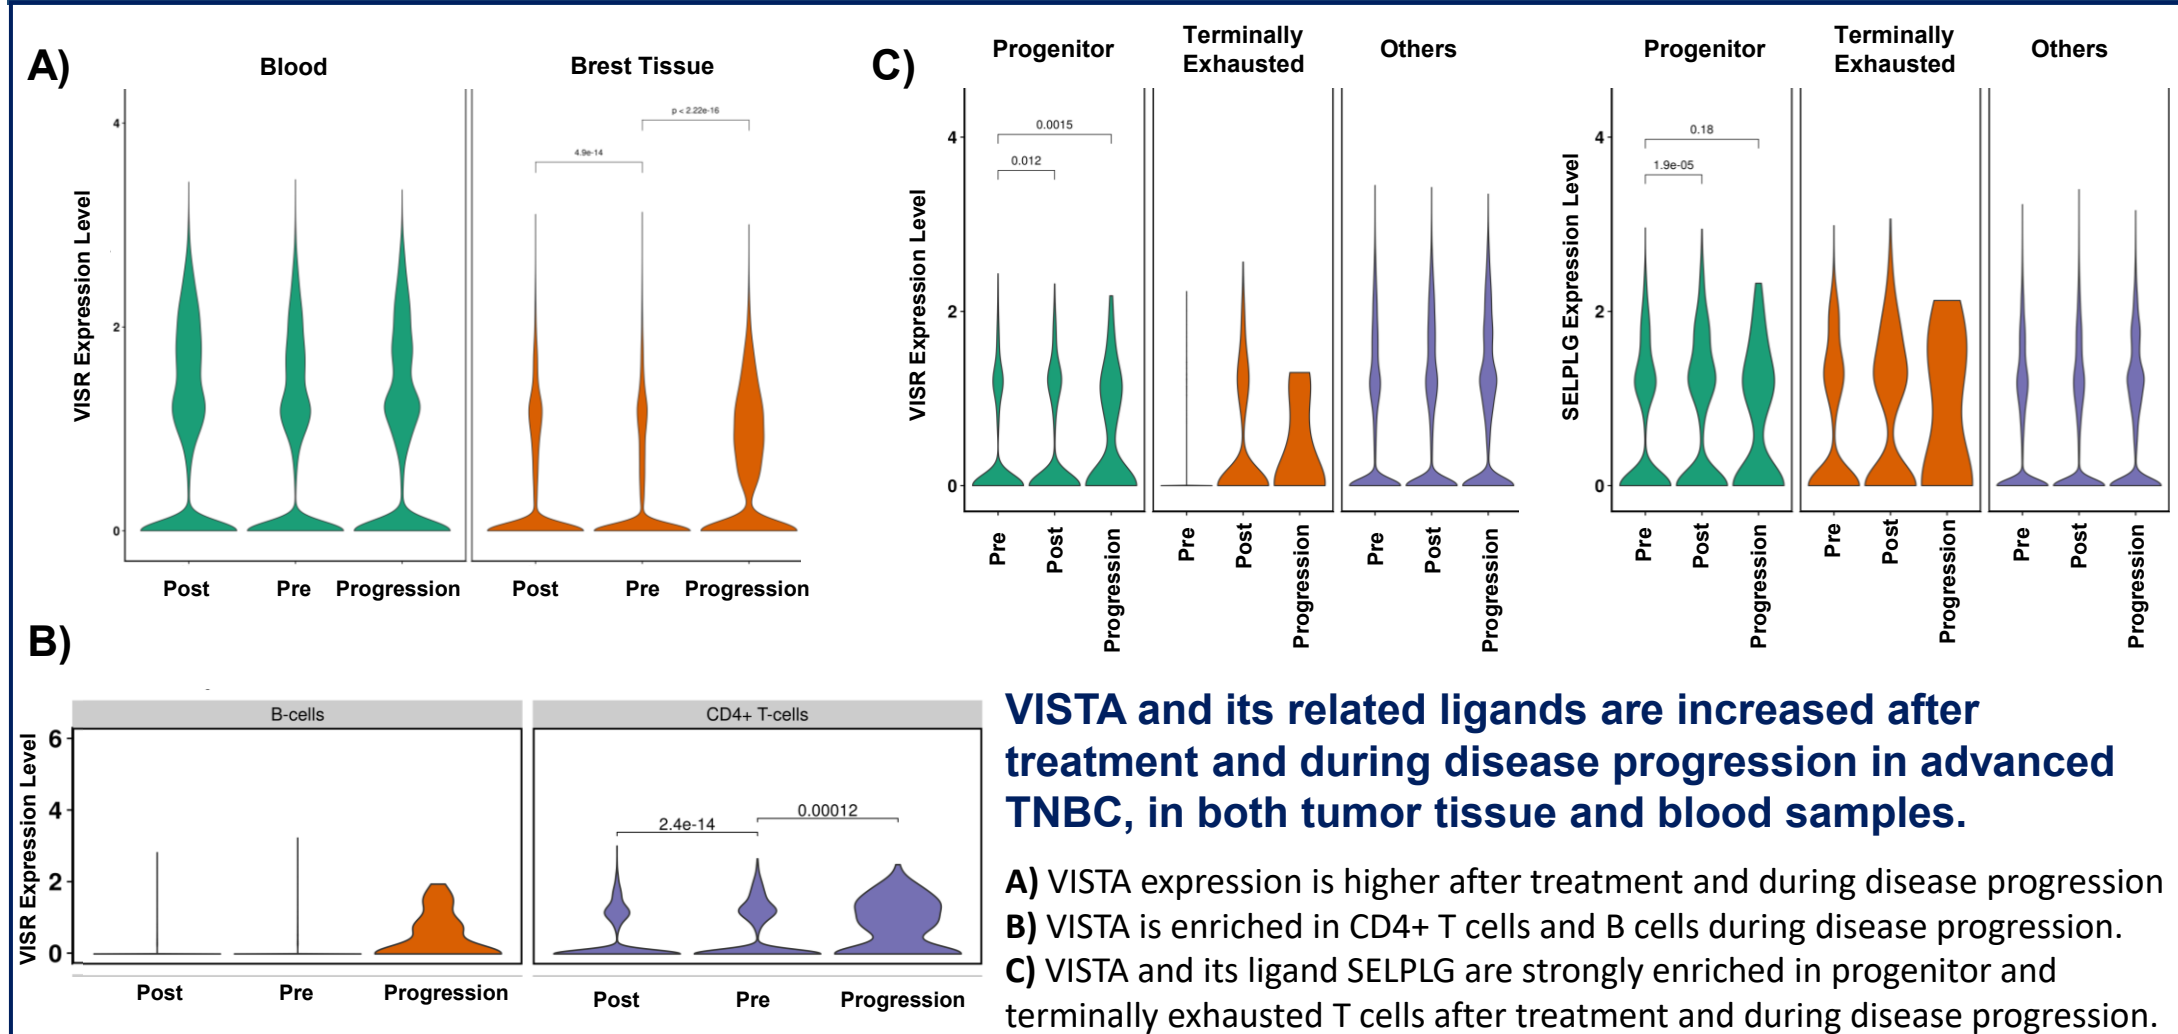 A)
Blood
Brest Tissue
VISR Expression Level
4
2
0
4.9e-14
p < 2.22e-16
Post
Pre
Progression
Post
Pre
Progression
C)
Progenitor
Terminally
Exhausted
Others
VISR Expression Level
4
2
0
0.0015
0.012
Pre
Post
Progression
Pre
Post
Progression
Pre
Post
Progression
Progenitor
Terminally
Exhausted
Others
SELPLG Expression Level
4
2
0
0.18
1.9e-05
Pre
Post
Progression
Pre
Post
Progression
Pre
Post
Progression
B)
B-cells
CD4+ T-cells
VISR Expression Level
6
4
2
0
2.4e-14
0.00012
Post
Pre
Progression
Post
Pre
Progression
VISTA and its related ligands are increased after
treatment and during disease progression in advanced
TNBC, in both tumor tissue and blood samples.
A) VISTA expression is higher after treatment and during disease progression
B) VISTA is enriched in CD4+ T cells and B cells during disease progression.
C) VISTA and its ligand SELPLG are strongly enriched in progenitor and
terminally exhausted T cells after treatment and during disease progression.